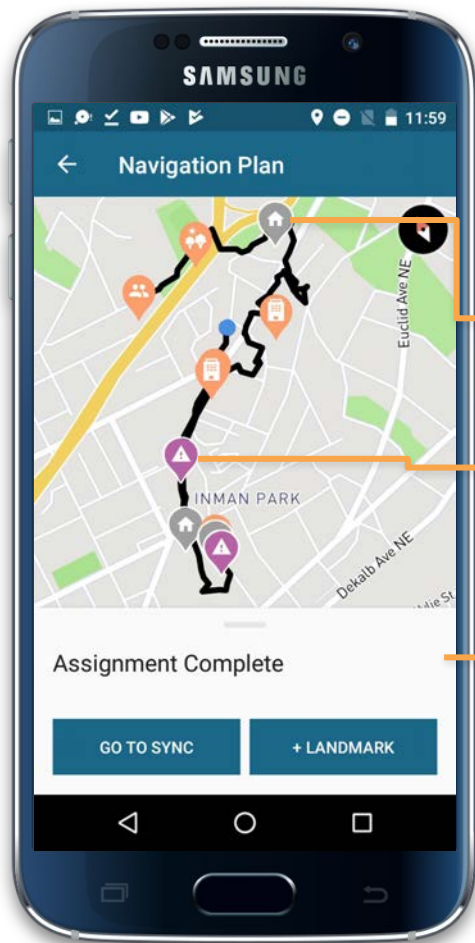 SAMSUNG
11:59
Navigation Plan
Euclid Ave NE
INMAN PARK
Dekalb Ave NE
Assignment Complete
GO TO SYNC
+ LANDMARK